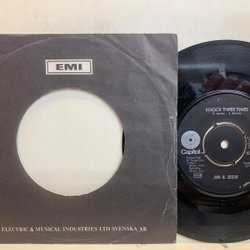 EMI
ELECTRIC & MUSICAL INDUSTRIES LTD SVENSKA AB
KNOCK THREE TIMES
Capitol
JIM & JESSE